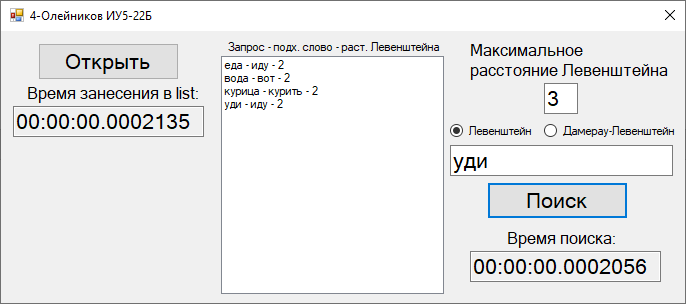 4-Олейников ИУ5-22Б
Открыть
Время занесения в list:
00:00:00.0002135
Запрос - подх. слово - раст. Левенштейна
еда - иду - 2
вода - вот - 2
курица - курить - 2
уди - иду - 2
Максимальное
расстояние Левенштейна
3
Левенштейн
Дамерау-Левенштейн
уди
Поиск
Время поиска:
00:00:00.0002056